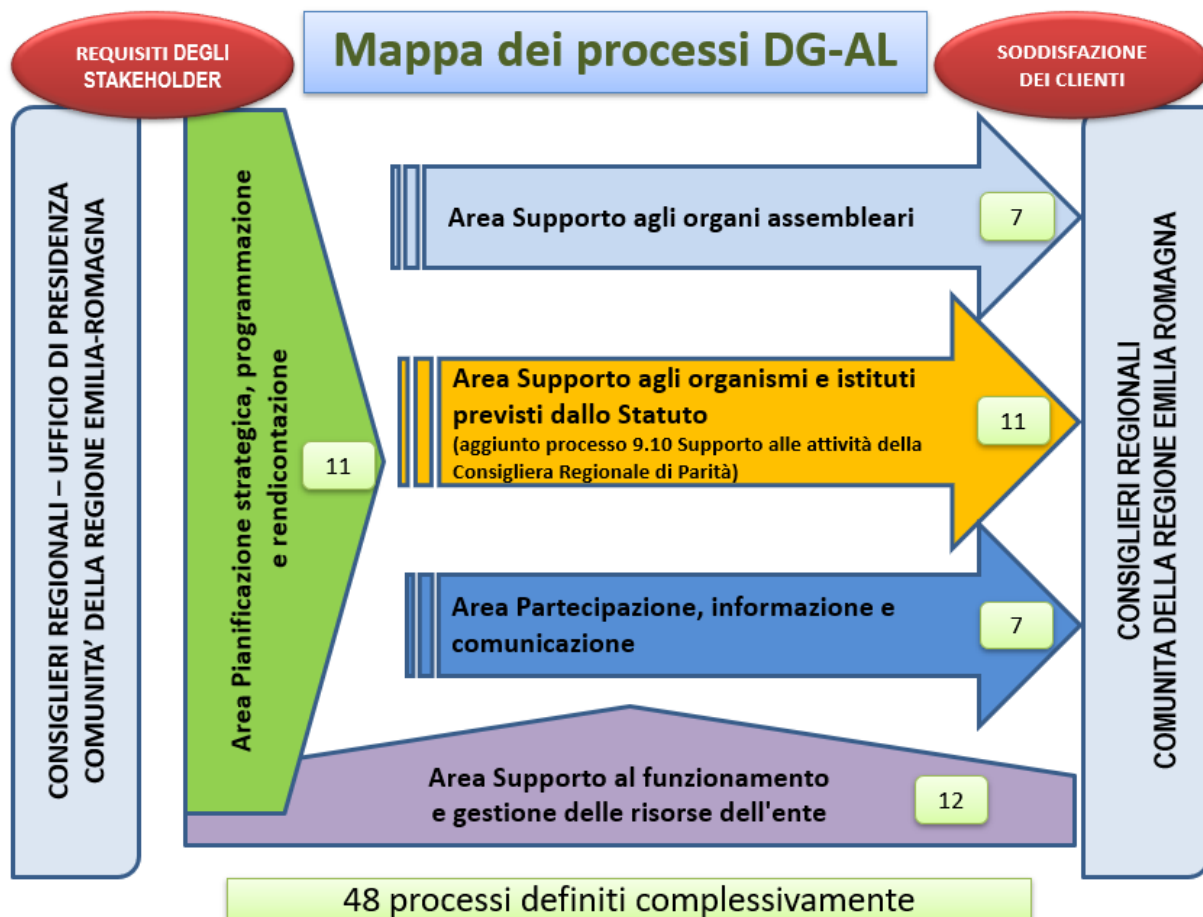 REQUISITI DEGLI
STAKEHOLDER
Mappa dei processi DG-AL
SODDISFAZIONE
DEI CLIENTI
CONSIGLIERI REGIONALI – UFFICIO DI PRESIDENZA
COMUNITA’ DELLA REGIONE EMILIA-ROMAGNA
Area Pianificazione strategica, programmazione
e rendicontazione
11
Area Supporto agli organi assembleari
7
Area Supporto agli organismi e istituti
previsti dallo Statuto
(aggiunto processo 9.10 Supporto alle attività della
Consigliera Regionale di Parità)
11
Area Partecipazione, informazione e
comunicazione
7
Area Supporto al funzionamento
e gestione delle risorse dell'ente
12
CONSIGLIERI REGIONALI
COMUNITA DELLA REGIONE EMILIA ROMAGNA
48 processi definiti complessivamente